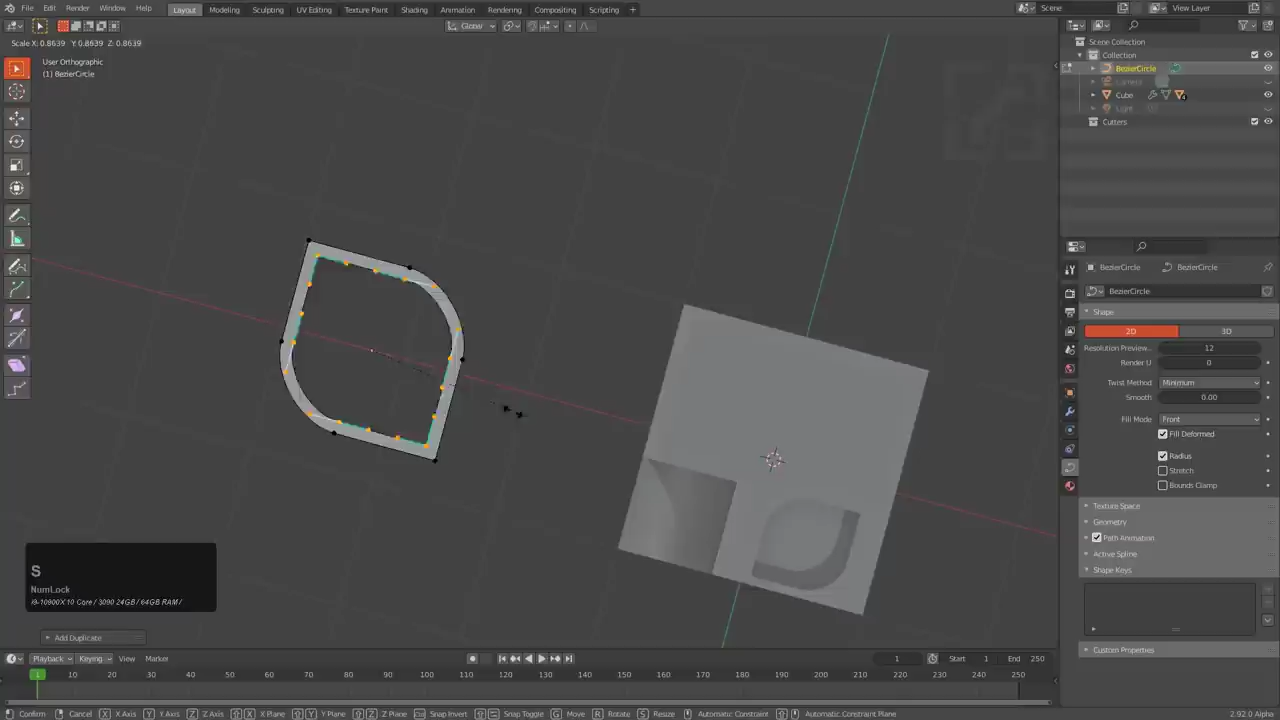 File Edit Render Window Help Layout Modeling Sculpting UV Editing Texture Paint Shading Animation Rendering Compositing Scripting + Scene View Layer
Scale X: 0.8639 Y: 0.8639 Z: 0.8639
User Orthographic
(1) BezierCircle
Scene Collection
Collection
BezierCircle
Camera
Cube
Light
Cutters
BezierCircle BezierCircle
BezierCircle
Shape
2D 3D
Resolution Preview... 12
Render U 0
Twist Method Minimum
Smooth 0.00
Fill Mode Front
Fill Deformed
Radius
Stretch
Bounds Clamp
Texture Space
Geometry
Path Animation
Active Spline
Shape Keys
Custom Properties
S
NumLock
i9-10900X 10 Core / 3090 24GB / 64GB RAM /
Add Duplicate
Playback Keying View Marker 1 Start 1 End 250
1 10 20 30 40 50 60 70 80 90 100 110 120 130 140 150 160 170 180 190 200 210 220 230 240 250
Confirm Cancel X X Axis Y Y Axis Z Z Axis X X Plane Y Y Plane Z Z Plane Snap Invert Snap Toggle G Move R Rotate S Resize Automatic Constraint Automatic Constraint Plane 2.92.0 Alpha